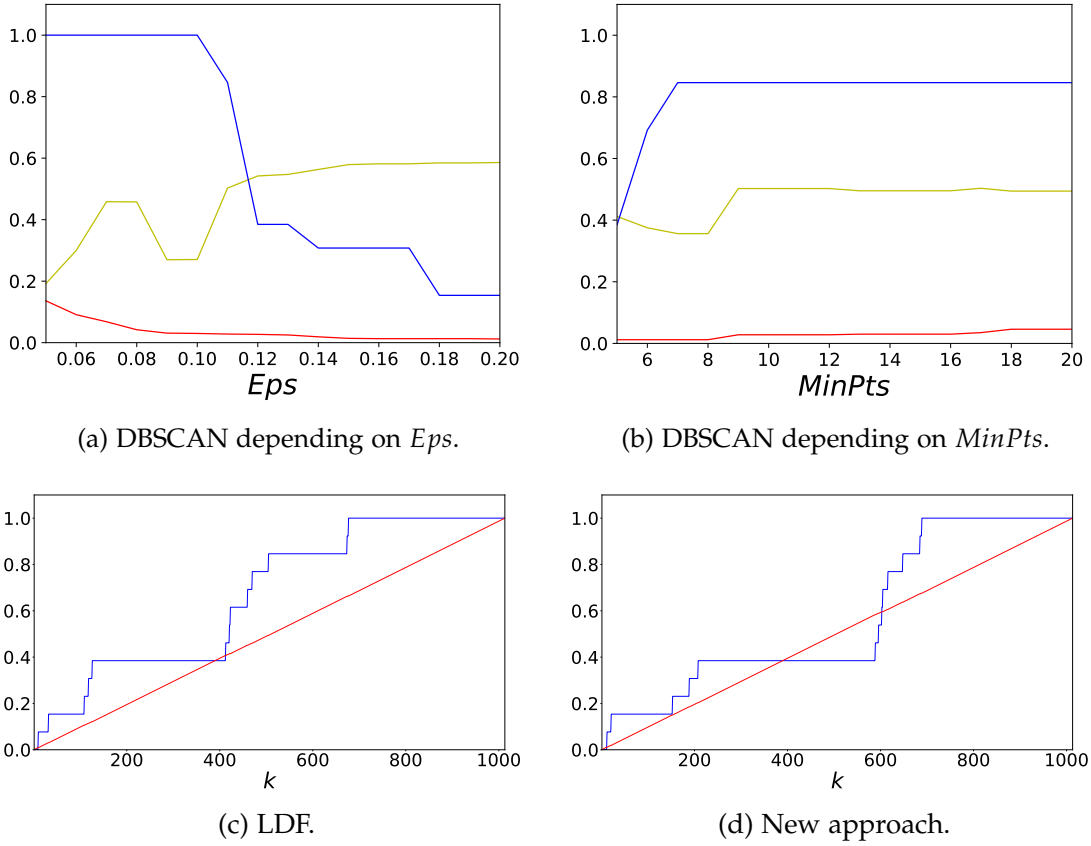 1.0
0.8
0.6
0.4
0.2
0.0
0.06 0.08 0.10 0.12 0.14 0.16 0.18 0.20
Eps
(a) DBSCAN depending on Eps.
1.0
0.8
0.6
0.4
0.2
0.0
6 8 10 12 14 16 18 20
MinPts
(b) DBSCAN depending on MinPts.
1.0
0.8
0.6
0.4
0.2
0.0
200 400 600 800 1000
k
(c) LDF.
1.0
0.8
0.6
0.4
0.2
0.0
200 400 600 800 1000
k
(d) New approach.